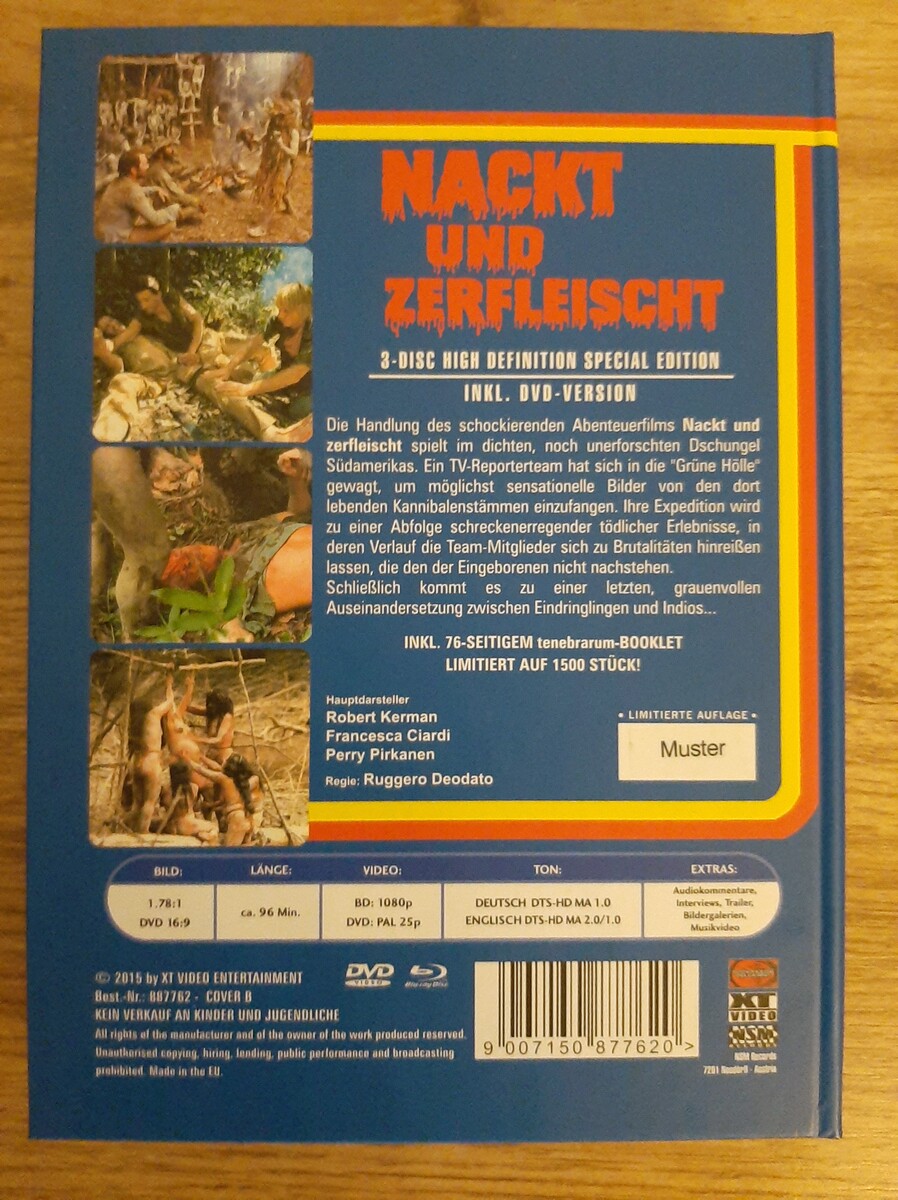 NACKT
UND
ZERFLEISCHT
3-DISC HIGH DEFINITION SPECIAL EDITION
INKL. DVD-VERSION
Die Handlung des schockierenden Abenteuerfilms Nackt und
zerfleischt spielt im dichten, noch unerforschten Dschungel
Südamerikas. Ein TV-Reporterteam hat sich in die "Grüne Hölle"
gewagt, um möglichst sensationelle Bilder von den dort
lebenden Kannibalenstämmen einzufangen. Ihre Expedition wird
zu einer Abfolge schreckenerregender tödlicher Erlebnisse, in
deren Verlauf die Team-Mitglieder sich zu Brutalitäten hinreißen
lassen, die den der Eingeborenen nicht nachstehen.
Schließlich kommt es zu einer letzten, grauenvollen
Auseinandersetzung zwischen Eindringlingen und Indios...
INKL. 76-SEITIGEM tenebrarum-BOOKLET
LIMITIERT AUF 1500 STÜCK!
Hauptdarsteller
Robert Kerman
Francesca Ciardi
Perry Pirkanen
Regie: Ruggero Deodato
• LIMITIERTE AUFLAGE •
Muster
BILD: LÄNGE: VIDEO: TON: EXTRAS:
1.78:1
DVD 16:9
ca. 96 Min.
BD: 1080p
DVD: PAL 25p
DEUTSCH DTS-HD MA 1.0
ENGLISCH DTS-HD MA 2.0/1.0
Audiokommentare,
Interviews, Trailer,
Bildergalerien,
Musikvideo
© 2015 by XT VIDEO ENTERTAINMENT
Best.-Nr.: 887762 - COVER B
KEIN VERKAUF AN KINDER UND JUGENDLICHE
All rights of the manufacturer and of the owner of the work produced reserved.
Unauthorised copying, hiring, lending, public performance and broadcasting
prohibited. Made in the EU.
DVD
VIDEO
Blu-ray Disc
9 007150 877620 >
XT
VIDEO
NSM
NSM Records
7201 Neudörfl - Austria